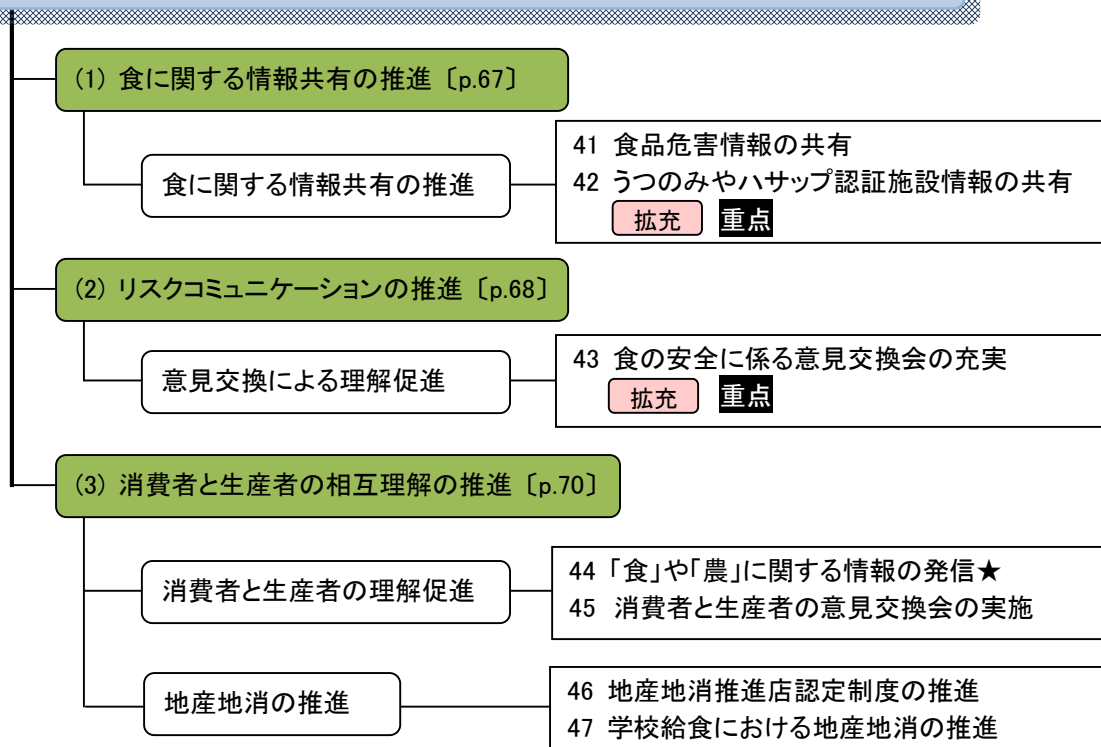 (1) 食に関する情報共有の推進〔p.67〕
食に関する情報共有の推進
41 食品危害情報の共有
42 うつのみやハサップ認証施設情報の共有
拡充 重点
(2) リスクコミュニケーションの推進〔p.68〕
意見交換による理解促進
43 食の安全に係る意見交換会の充実
拡充 重点
(3) 消費者と生産者の相互理解の推進〔p.70〕
消費者と生産者の理解促進
44 「食」や「農」に関する情報の発信★
45 消費者と生産者の意見交換会の実施
地産地消の推進
46 地産地消推進店認定制度の推進
47 学校給食における地産地消の推進